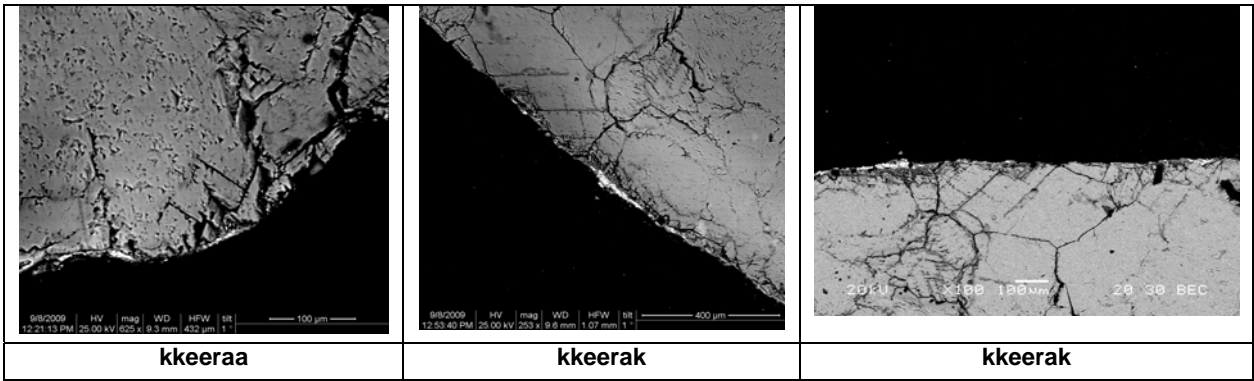 9/8/2009 HV mag WD HFW tilt 100 µm
12:21:13 PM 25.00 kV 625 x 9.3 mm 432 µm 1°
9/8/2009 HV mag WD HFW tilt 400 µm
12:53:40 PM 25.00 kV 253 x 9.6 mm 1.07 mm 1°
20kV X100 100µm 20 30 BEC
kkeeraa
kkeerak
kkeerak